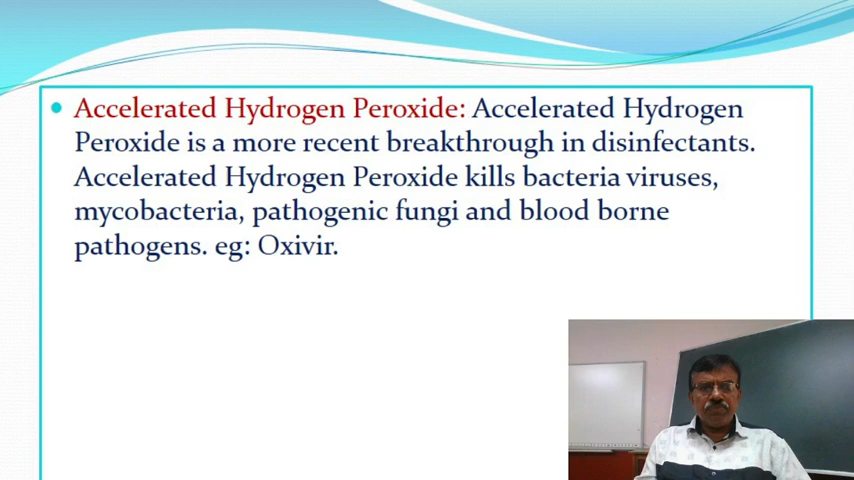 Accelerated Hydrogen Peroxide: Accelerated Hydrogen
Peroxide is a more recent breakthrough in disinfectants.
Accelerated Hydrogen Peroxide kills bacteria viruses,
mycobacteria, pathogenic fungi and blood borne
pathogens. eg: Oxivir.